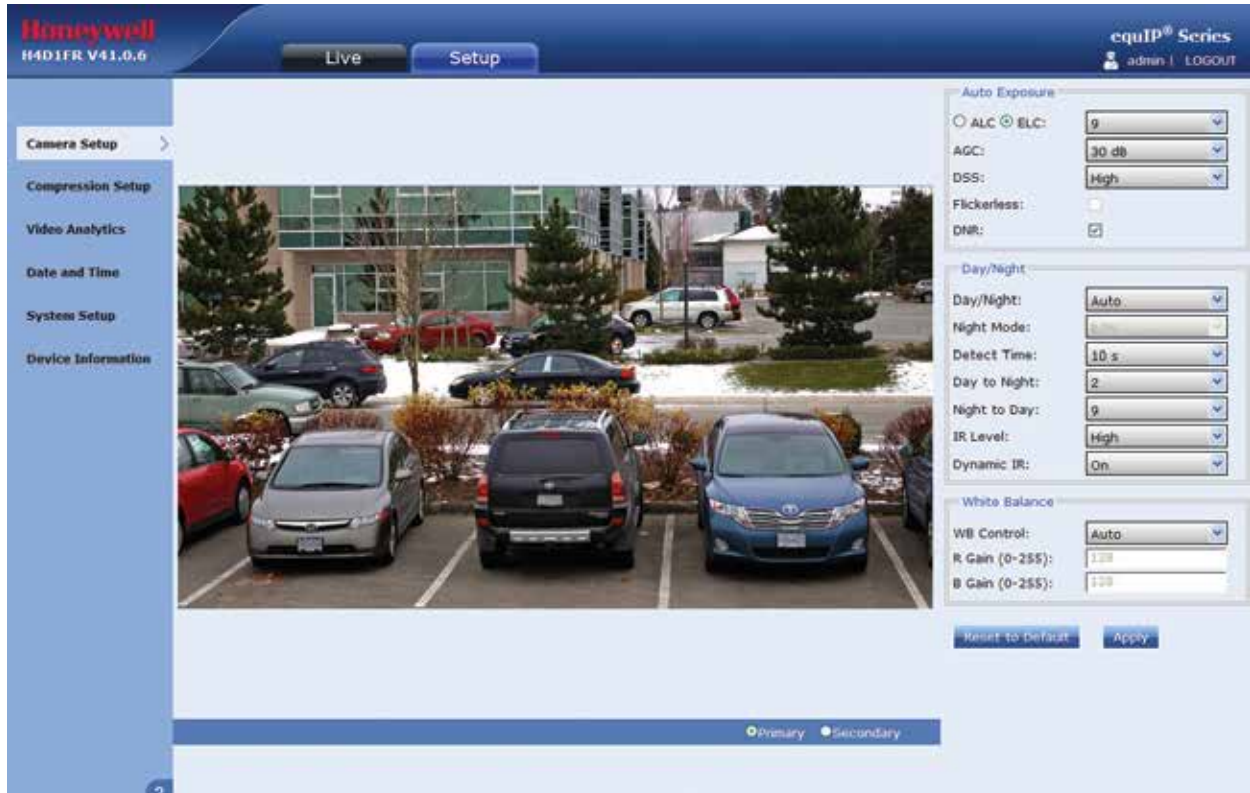 Honeywell
H4D1FR V41.0.6
Live
Setup
equIP® Series
admin | LOGOUT
Camera Setup
Compression Setup
Video Analytics
Date and Time
System Setup
Device Information
Auto Exposure
ALC ELC: 9
AGC: 30 dB
DSS: High
Flickerless:
DNR:
Day/Night
Day/Night: Auto
Night Mode:
Detect Time: 10 s
Day to Night: 2
Night to Day: 9
IR Level: High
Dynamic IR: On
White Balance
WB Control: Auto
R Gain (0-255): 128
B Gain (0-255): 128
Reset to Default
Apply
Primary Secondary
?